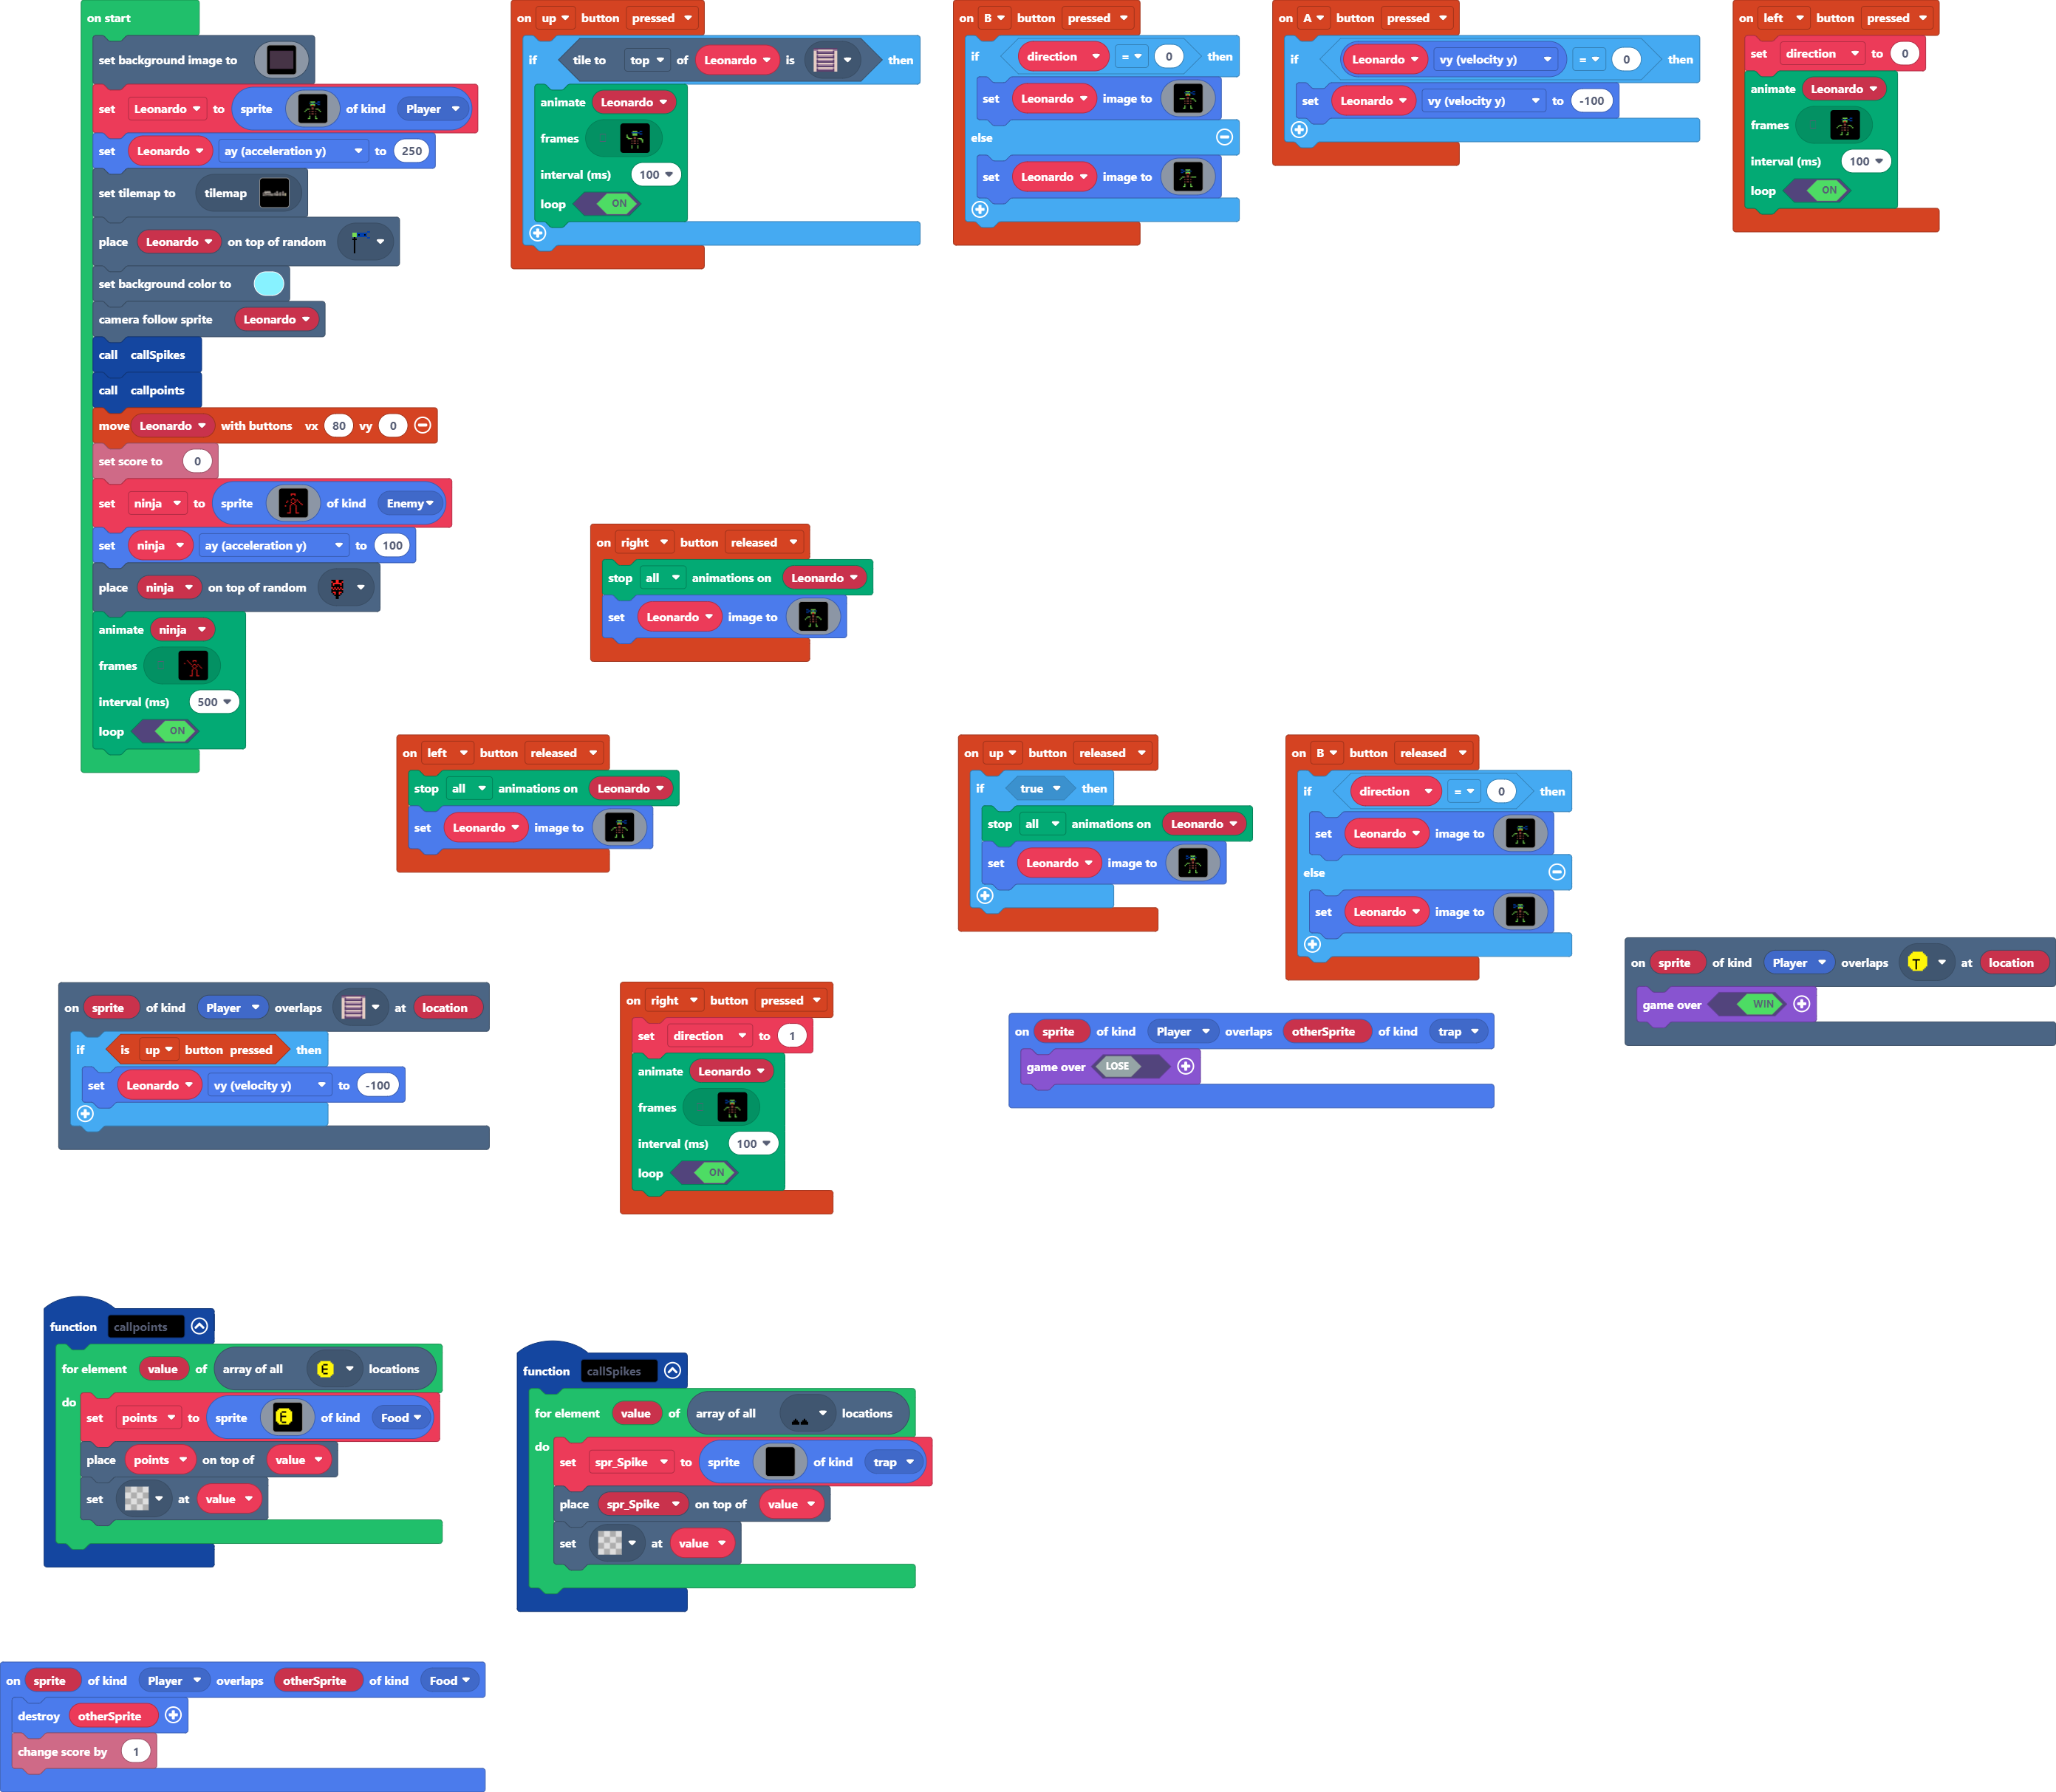 on start
set background image to
set Leonardo to sprite of kind Player
set Leonardo ay (acceleration y) to 250
set tilemap to tilemap
place Leonardo on top of random
set background color to
camera follow sprite Leonardo
call callSpikes
call callpoints
move Leonardo with buttons vx 80 vy 0
set score to 0
set ninja to sprite of kind Enemy
set ninja ay (acceleration y) to 100
place ninja on top of random
animate ninja
frames
interval (ms) 500
loop ON
on up button pressed
if tile to top of Leonardo is then
animate Leonardo
frames
interval (ms) 100
loop ON
on B button pressed
if direction = 0 then
set Leonardo image to
else
set Leonardo image to
on A button pressed
if Leonardo vy (velocity y) = 0 then
set Leonardo vy (velocity y) to -100
on left button pressed
set direction to 0
animate Leonardo
frames
interval (ms) 100
loop ON
on right button released
stop all animations on Leonardo
set Leonardo image to
on left button released
stop all animations on Leonardo
set Leonardo image to
on up button released
if true then
stop all animations on Leonardo
set Leonardo image to
on B button released
if direction = 0 then
set Leonardo image to
else
set Leonardo image to
on sprite of kind Player overlaps T at location
game over WIN
on sprite of kind Player overlaps at location
if is up button pressed then
set Leonardo vy (velocity y) to -100
on right button pressed
set direction to 1
animate Leonardo
frames
interval (ms) 100
loop ON
on sprite of kind Player overlaps otherSprite of kind trap
game over LOSE
function callpoints
for element value of array of all E locations
do
set points to sprite E of kind Food
place points on top of value
set at value
function callSpikes
for element value of array of all locations
do
set spr_Spike to sprite of kind trap
place spr_Spike on top of value
set at value
on sprite of kind Player overlaps otherSprite of kind Food
destroy otherSprite
change score by 1